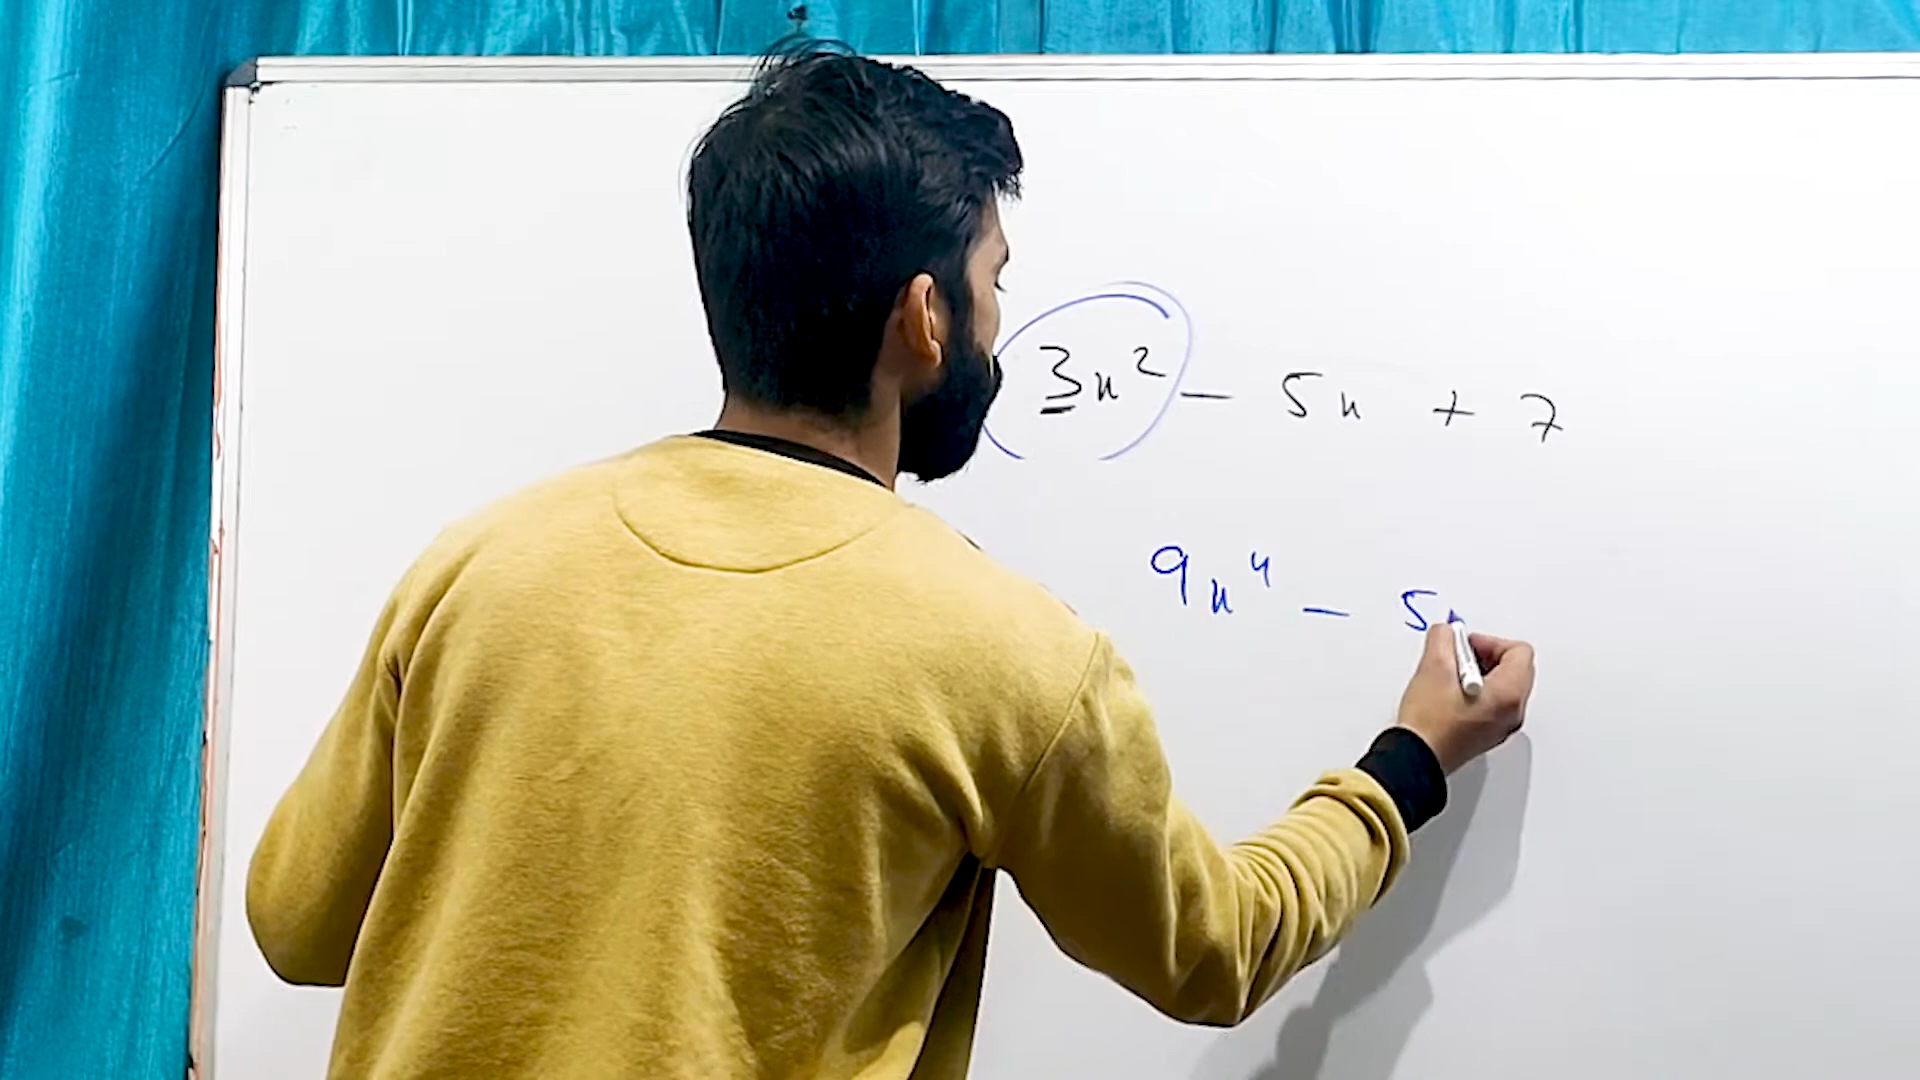 3x² - 5x + 7
9x⁴ - 5